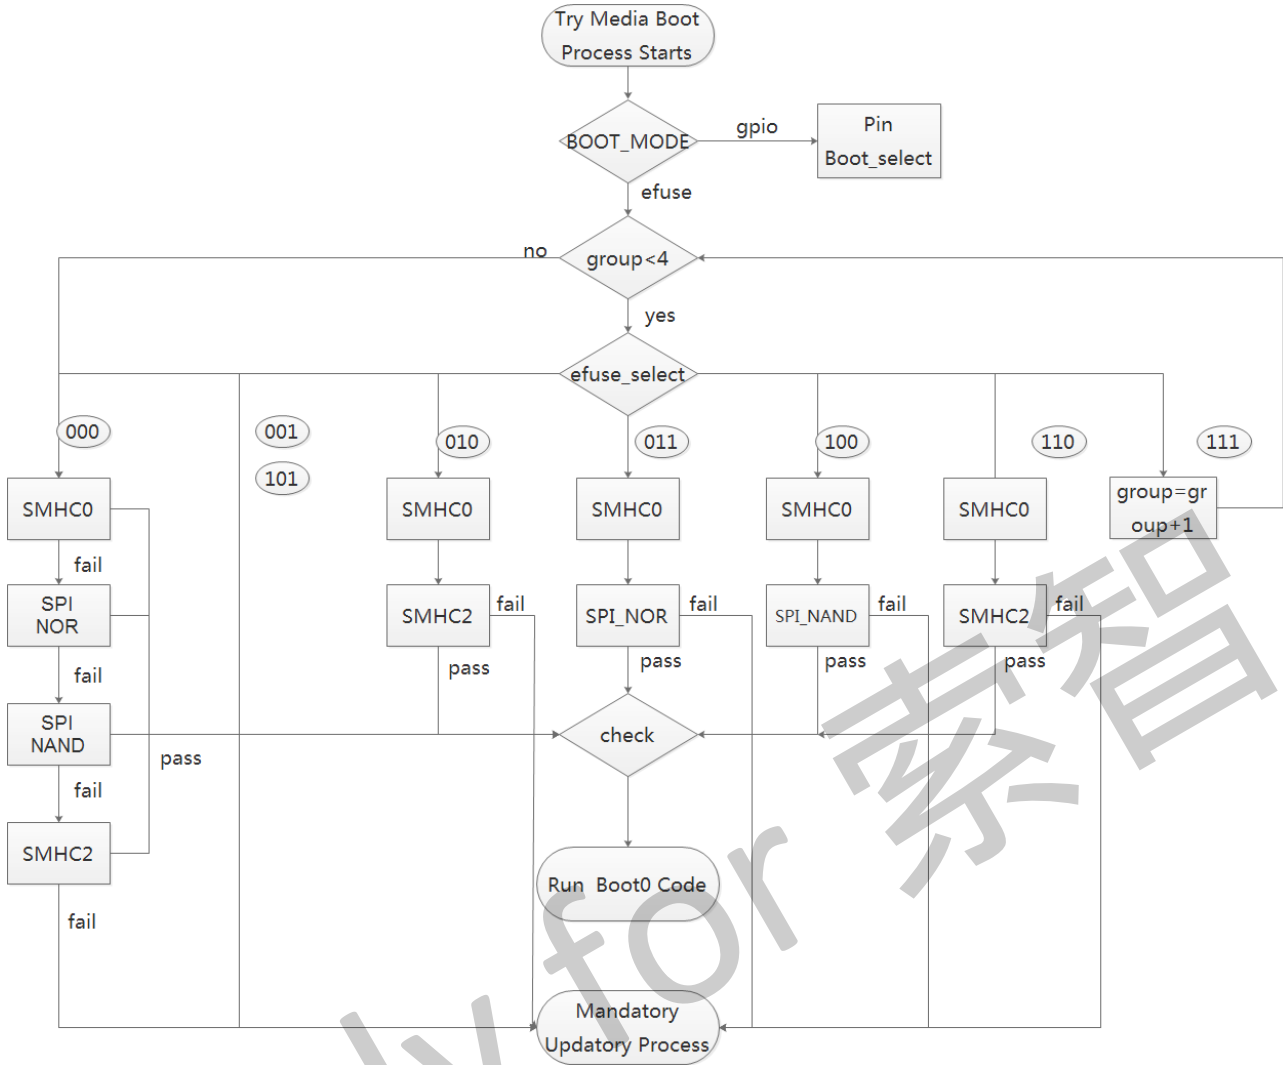 Try Media Boot
Process Starts
BOOT_MODE
gpio
Pin
Boot_select
efuse
no
group<4
yes
efuse_select
000
001
010
011
100
110
111
101
SMHC0
SMHC0
SMHC0
SMHC0
SMHC0
group=gr
oup+1
fail
SPI
NOR
SMHC2
fail
SPI_NOR
fail
SPI_NAND
fail
SMHC2
fail
fail
pass
pass
pass
pass
SPI
NAND
pass
check
fail
SMHC2
fail
Run Boot0 Code
Mandatory
Updatory Process
ly for 索智